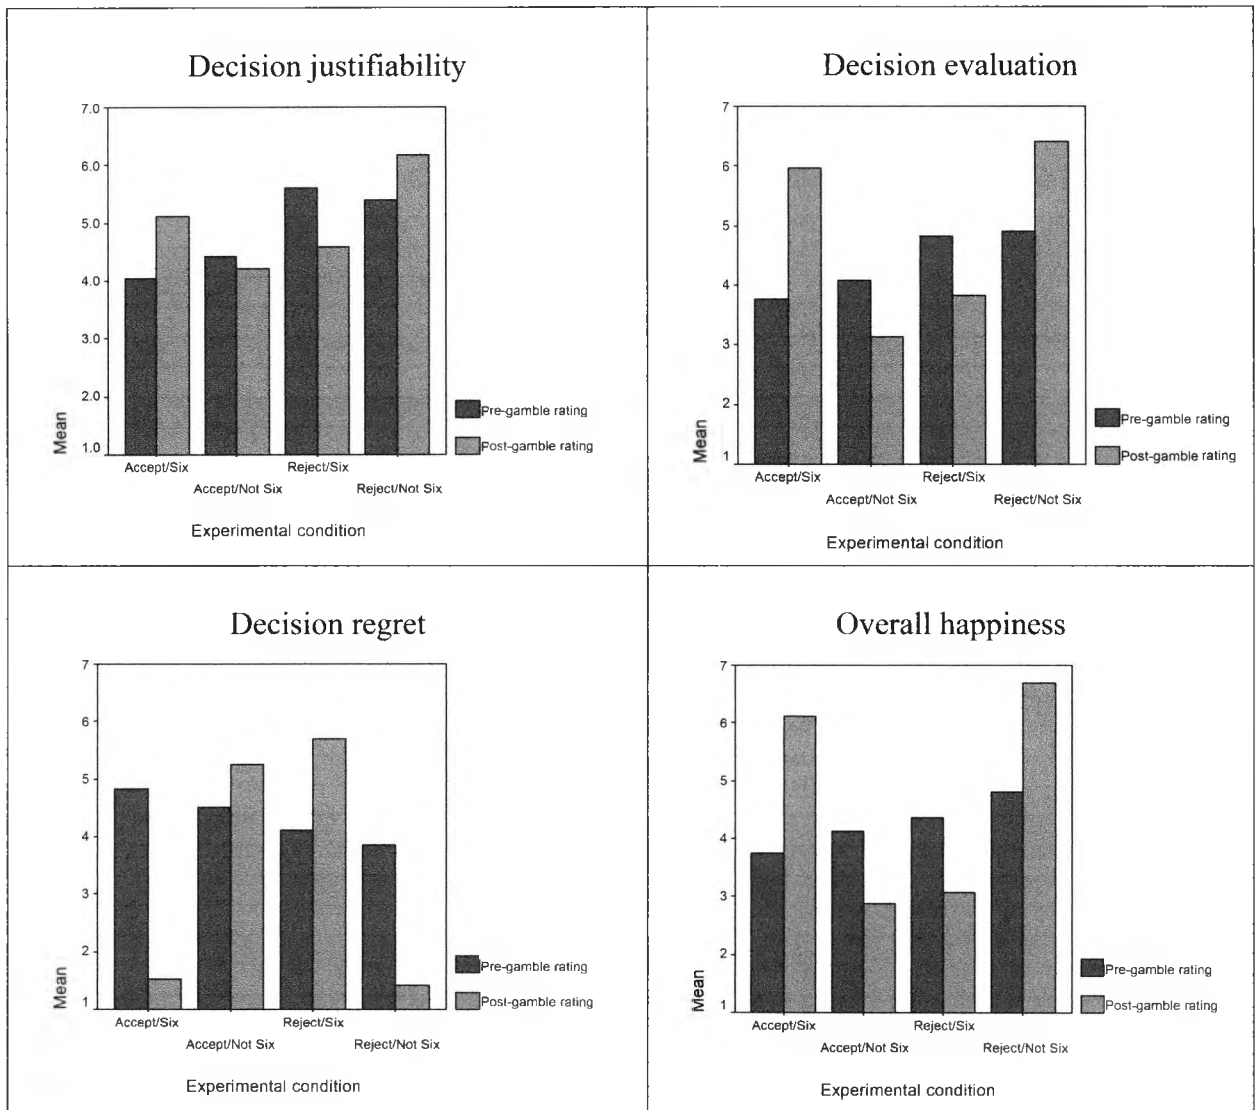 Decision justifiability
7.0
6.0
5.0
4.0
3.0
2.0
1.0
Mean
Accept/Six
Reject/Six
Accept/Not Six
Reject/Not Six
Experimental condition
Pre-gamble rating
Post-gamble rating
Decision evaluation
7
6
5
4
3
2
1
Mean
Accept/Six
Reject/Six
Accept/Not Six
Reject/Not Six
Experimental condition
Pre-gamble rating
Post-gamble rating
Decision regret
7
6
5
4
3
2
1
Mean
Accept/Six
Reject/Six
Accept/Not Six
Reject/Not Six
Experimental condition
Pre-gamble rating
Post-gamble rating
Overall happiness
7
6
5
4
3
2
1
Mean
Accept/Six
Reject/Six
Accept/Not Six
Reject/Not Six
Experimental condition
Pre-gamble rating
Post-gamble rating